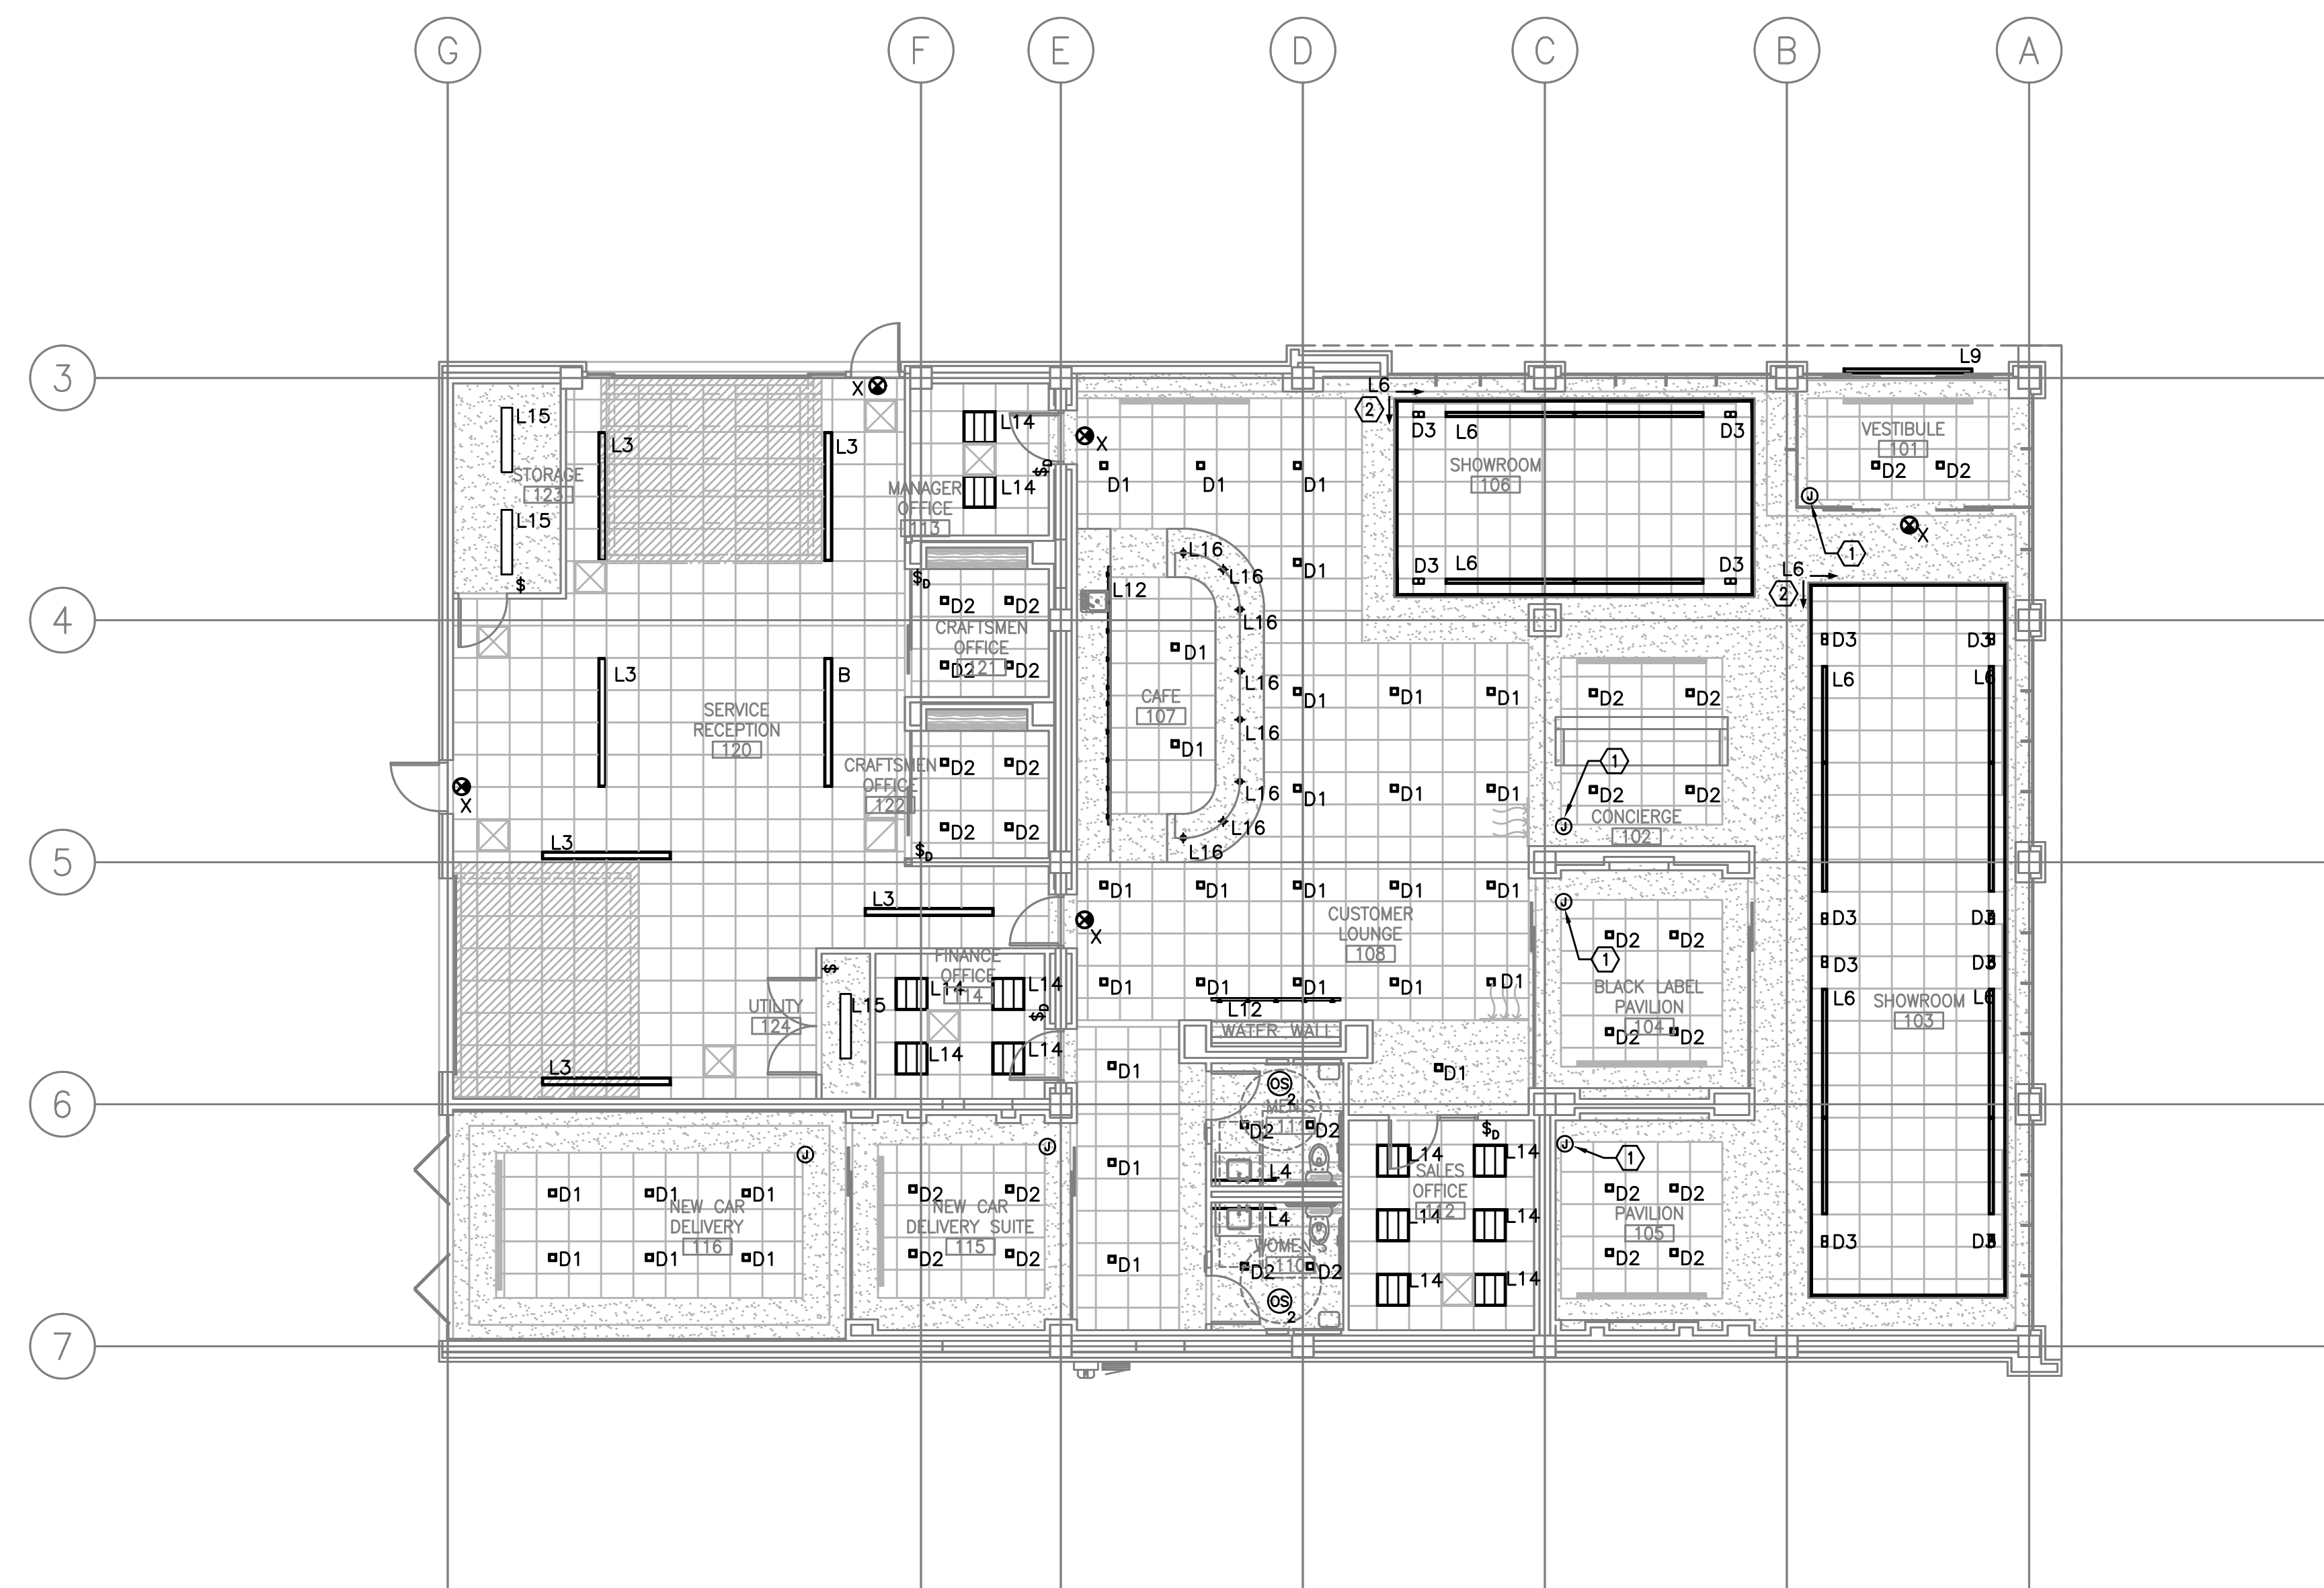 G F E D C B A
L9
3
L6
X
2
L15 L3 L3 L14 X D3 L6 D3
VESTIBULE
101
STORAGE
123
L14
$D
D1 D1 D1
SHOWROOM
106
D2 D2
MANAGER
OFFICE
113
J
L15
X
1
$
L16
D1
D3 L6 D3
L6
2
$D
L16
L12
D2 D2
4
L16
CRAFTSMEN
OFFICE
121
D2 D2
D1
D3 D3
L3 B
L16
L6 L6
SERVICE
RECEPTION
120
CAFE
107
D1 D1 D1
D2 D2
L16
D1
CRAFTSMEN
OFFICE
122
D2 D2
1
X
L16
D1 D1 D1
D2 D2
CONCIERGE
102
J
D2 D2
L16
L3
$D
L16
5
D1 D1 D1 D1 D1
L3
J
CUSTOMER
LOUNGE
108
X
D3 D3
D2 D2
FINANCE
OFFICE
114
1
$
D3 D3
L14 L14
D1 D1 D1 D1 D1
BLACK LABEL
PAVILION
104
L6 L6
SHOWROOM
103
UTILITY
124
L15
$D
L12
WATER WALL
D2 D2
L14 L14
L3
D1
D1
OS
2
6
MEN'S
111
D2 D2
$D
J
J
J
1
D1
L14 L14
L4
SALES
OFFICE
112
D1 D1 D1
D2 D2
D2 D2
NEW CAR
DELIVERY
116
NEW CAR
DELIVERY SUITE
115
L4
L14 L14
PAVILION
105
WOMEN'S
110
D3 D3
D1 D1 D1
D2 D2
D1
D2 D2
L14 L14
D2 D2
OS
2
7